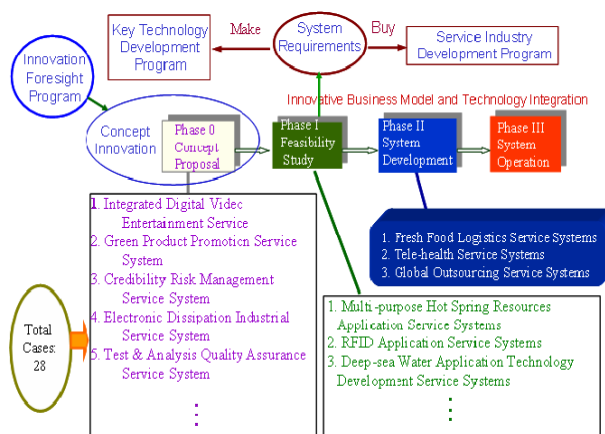 Key Technology
Development
Program
Make
System
Requirements
Buy
Service Industry
Development Program
Innovation
Foresight
Program
Innovative Business Model and Technology Integration
Concept
Innovation
Phase 0
Concept
Proposal
Phase I
Feasibility
Study
Phase II
System
Development
Phase III
System
Operation
1. Integrated Digital Video
Entertainment Service
2. Green Product Promotion Service
System
3. Credibility Risk Management
Service System
4. Electronic Dissipation Industrial
Service System
5. Test & Analysis Quality Assurance
Service System
⋮
1. Fresh Food Logistics Service Systems
2. Tele-health Service Systems
3. Global Outsourcing Service Systems
1. Multi-purpose Hot Spring Resources
Application Service Systems
2. RFID Application Service Systems
3. Deep-sea Water Application Technology
Development Service Systems
⋮
Total
Cases:
28